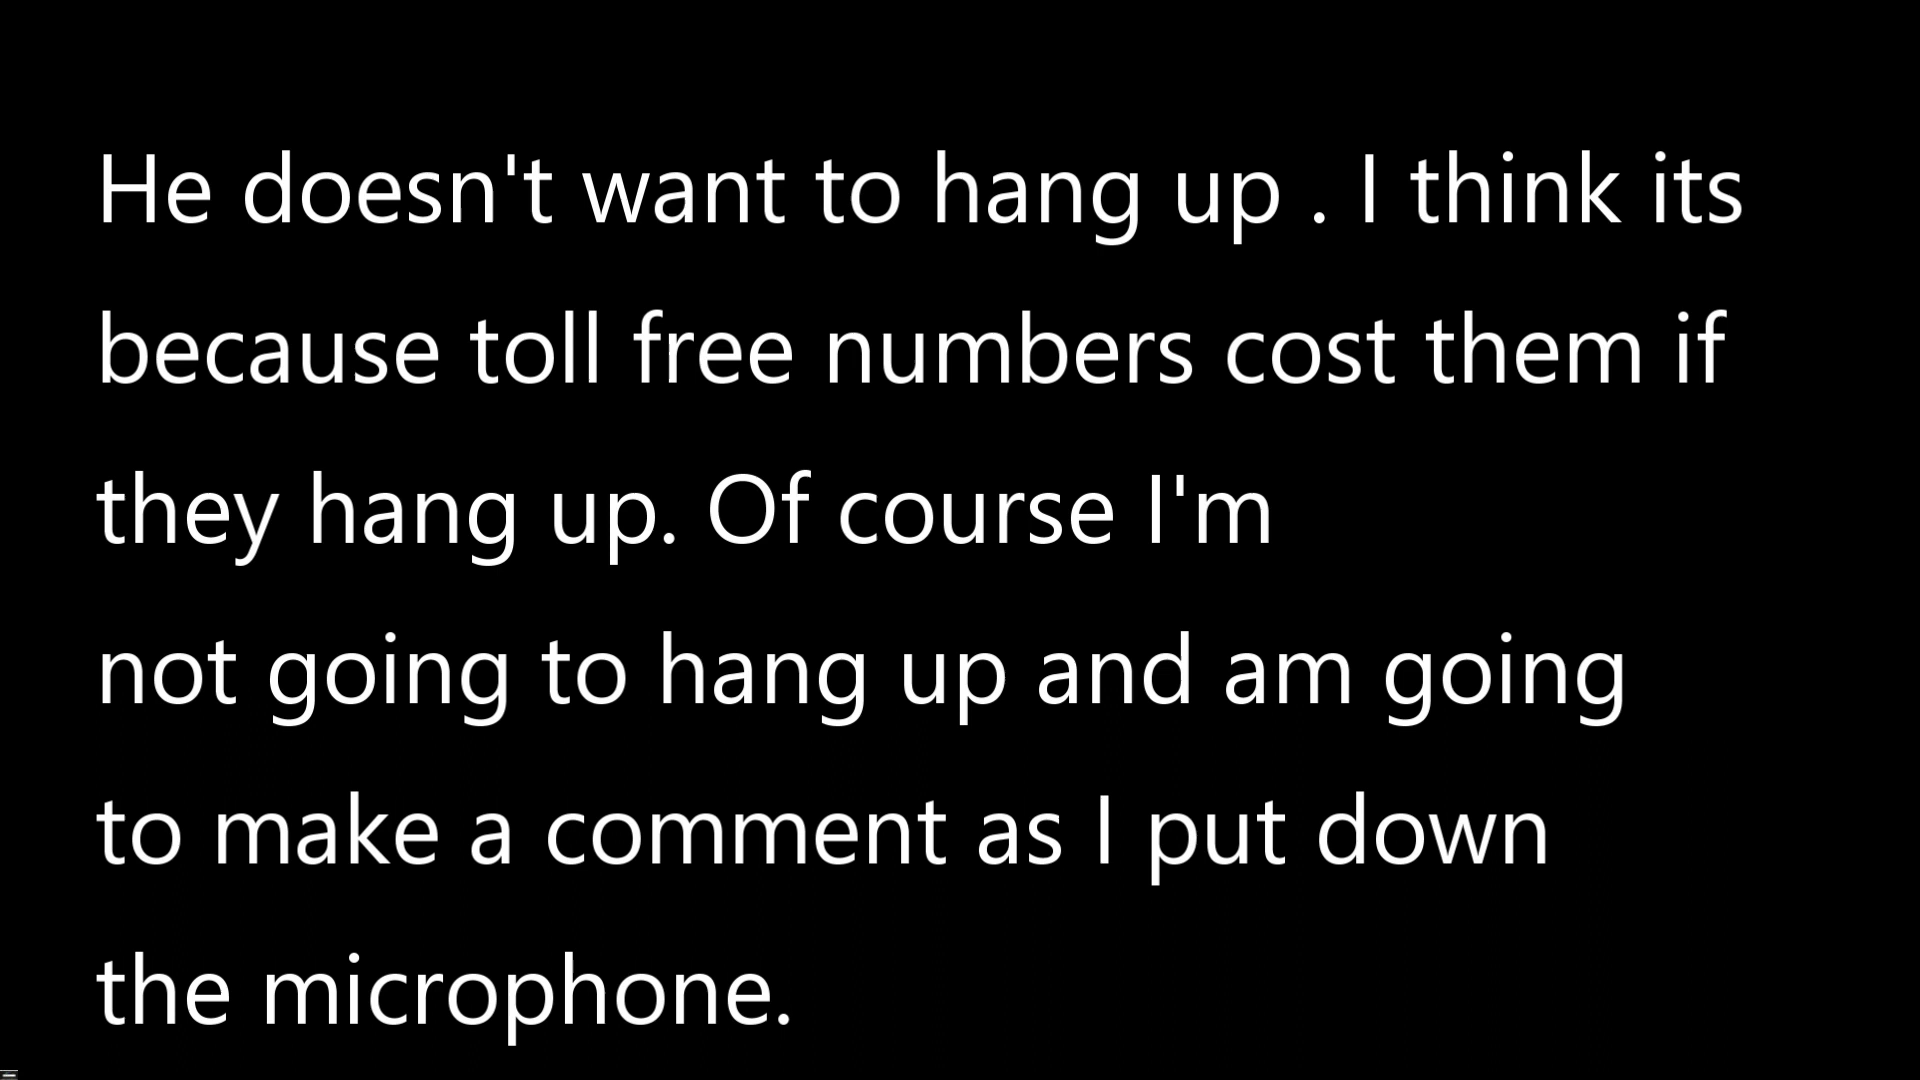 He doesn't want to hang up . I think its
because toll free numbers cost them if
they hang up. Of course I'm
not going to hang up and am going
to make a comment as I put down
the microphone.